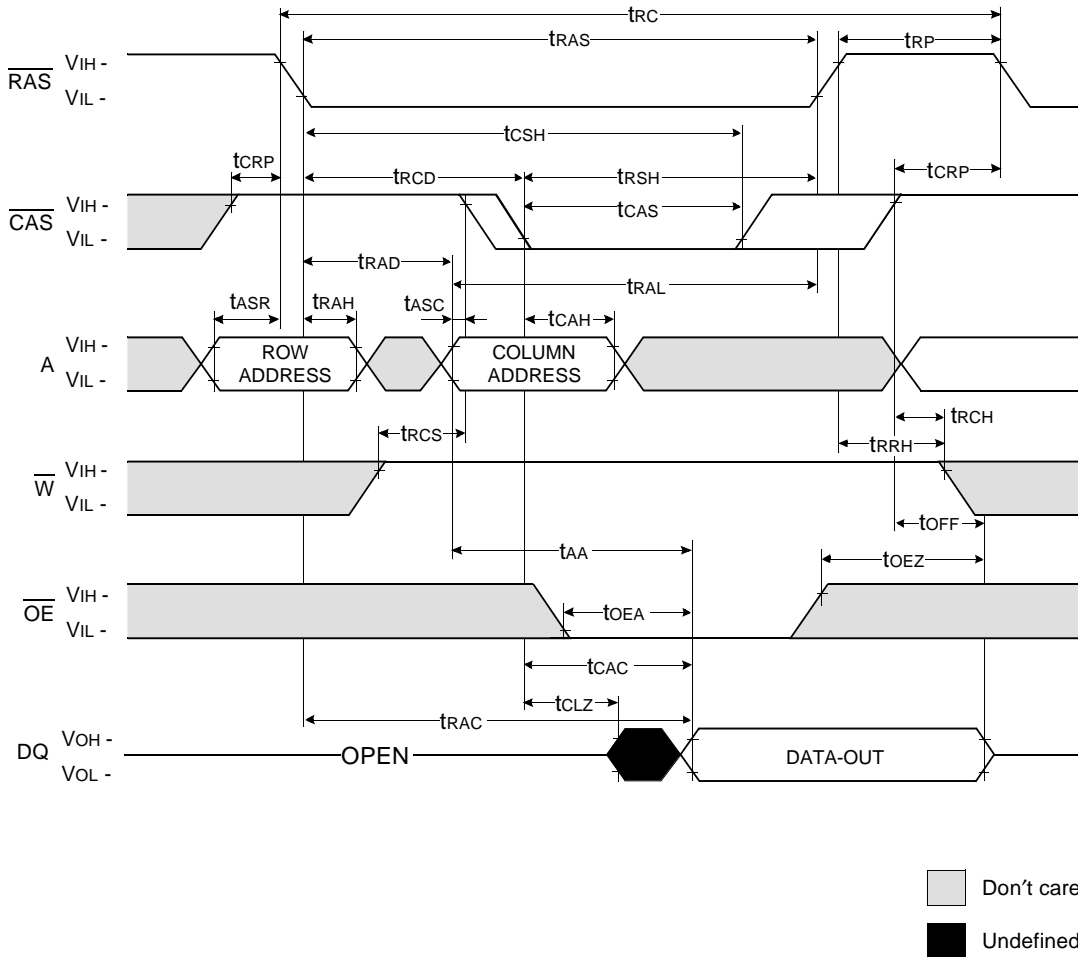 tRC
tRAS
tRP
RAS
VIH -
VIL -
tCSH
tCRP
tRCD
tRSH
tCRP
CAS
VIH -
VIL -
tCAS
tRAD
tRAL
tASR
tRAH
tASC
tCAH
A
VIH -
VIL -
ROW
ADDRESS
COLUMN
ADDRESS
tRCH
tRCS
tRRH
W
VIH -
VIL -
tOFF
tAA
tOEZ
OE
VIH -
VIL -
tOEA
tCAC
tCLZ
tRAC
DQ
VOH -
VOL -
OPEN
DATA-OUT
Don't care
Undefined